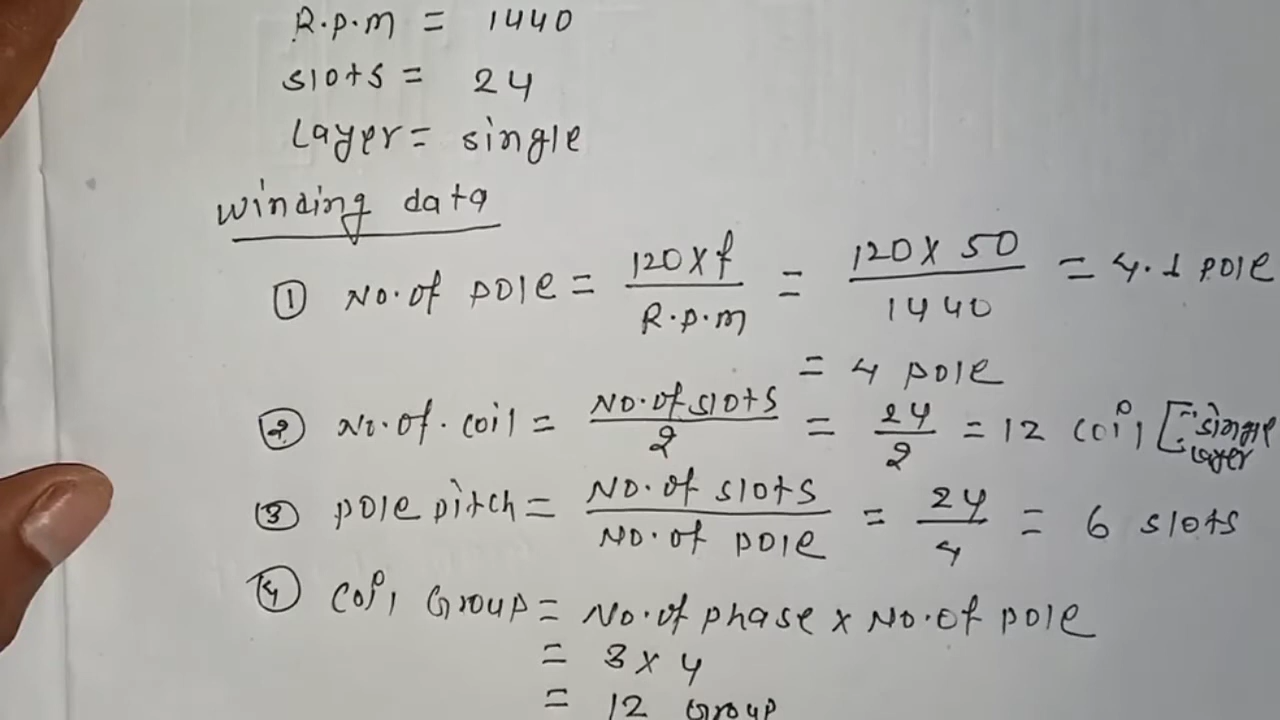 R.p.m = 1440
slots = 24
Layer = single
winding data
① No. of pole = 120 x f / R.p.m = 120 x 50 / 1440 = 4.1 pole
= 4 pole
② No. of. coil = No. of slots / 2 = 24 / 2 = 12 coil [∵ single layer
③ pole pitch = No. of slots / No. of pole = 24 / 4 = 6 slots
④ coil Group = No. of phase x No. of pole
= 3 x 4
= 12 Group